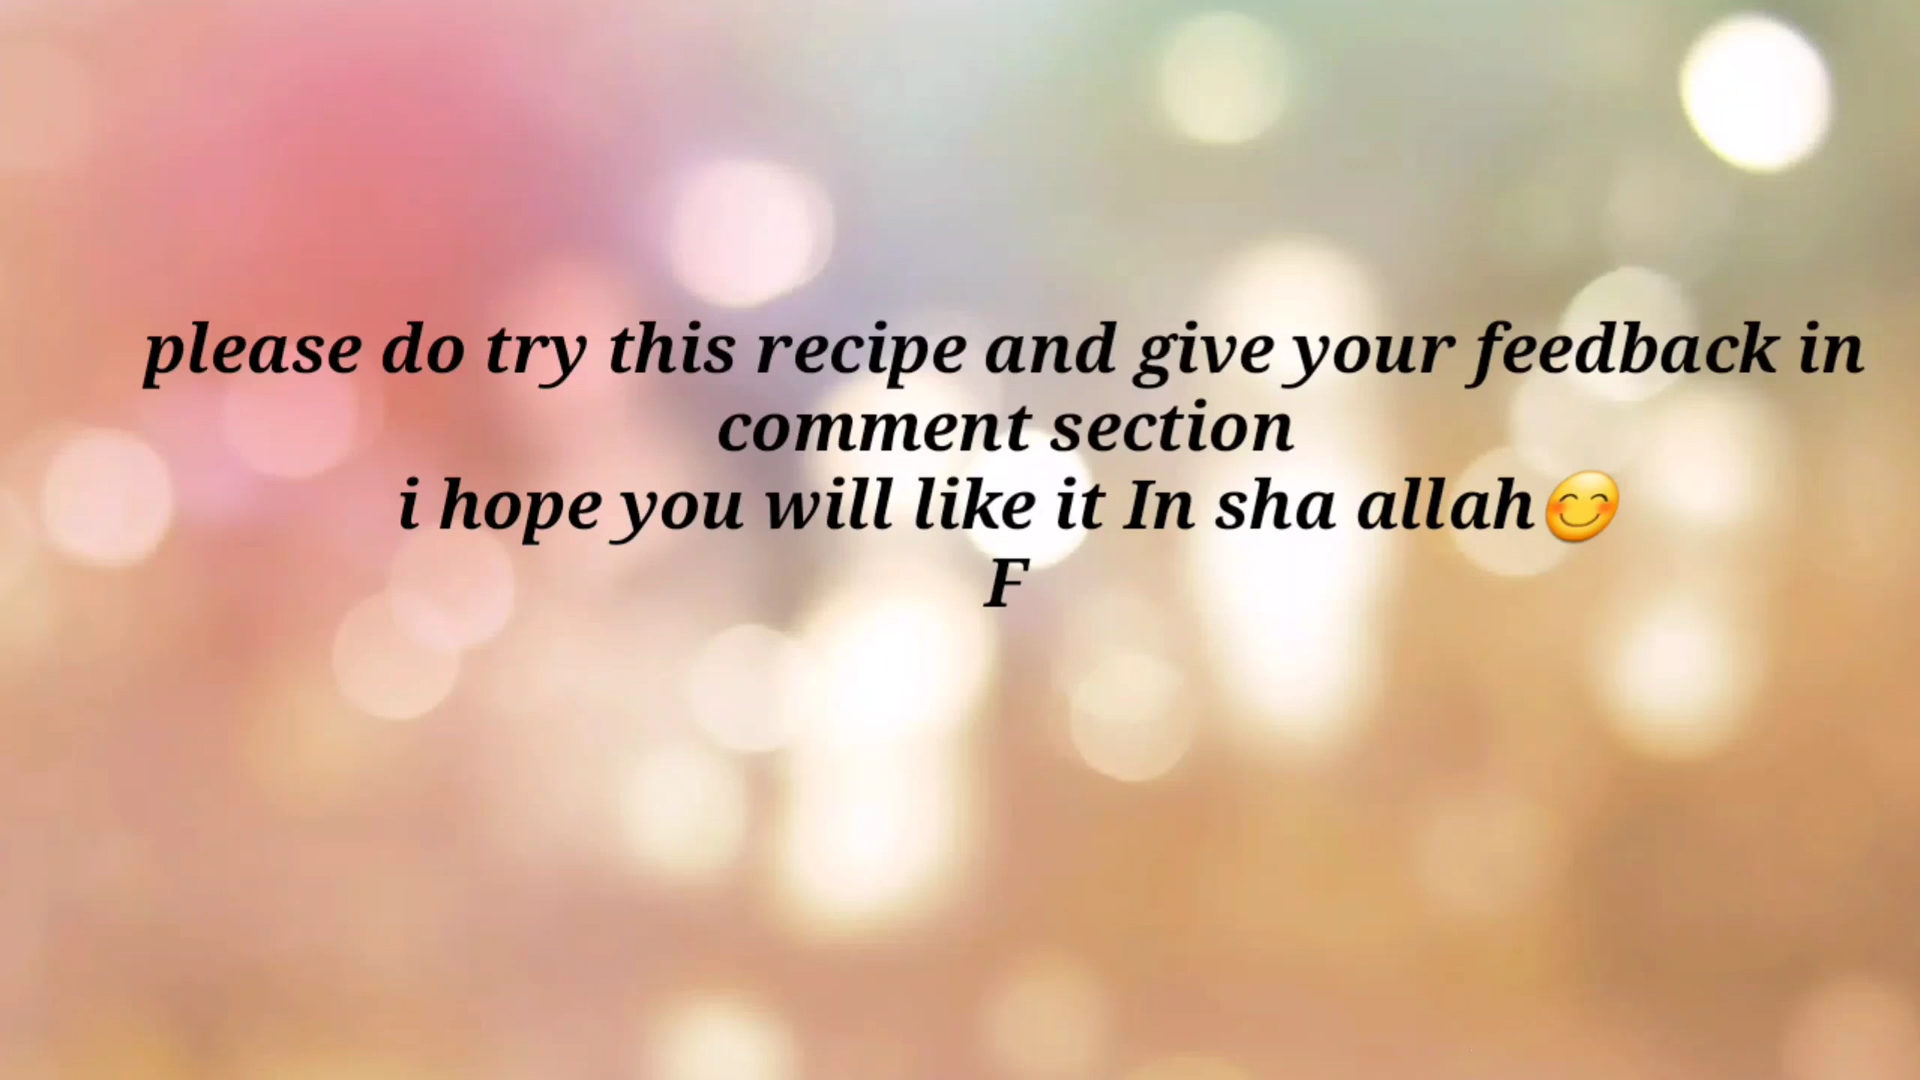 please do try this recipe and give your feedback in
comment section
i hope you will like it In sha allah😊
F